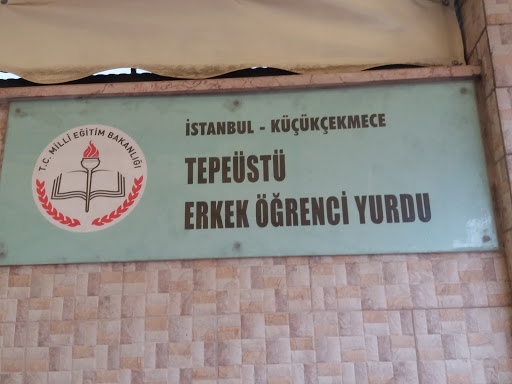 T.C. MİLLİ EĞİTİM BAKANLIĞI
İSTANBUL - KÜÇÜKÇEKMECE
TEPEÜSTÜ
ERKEK ÖĞRENCİ YURDU